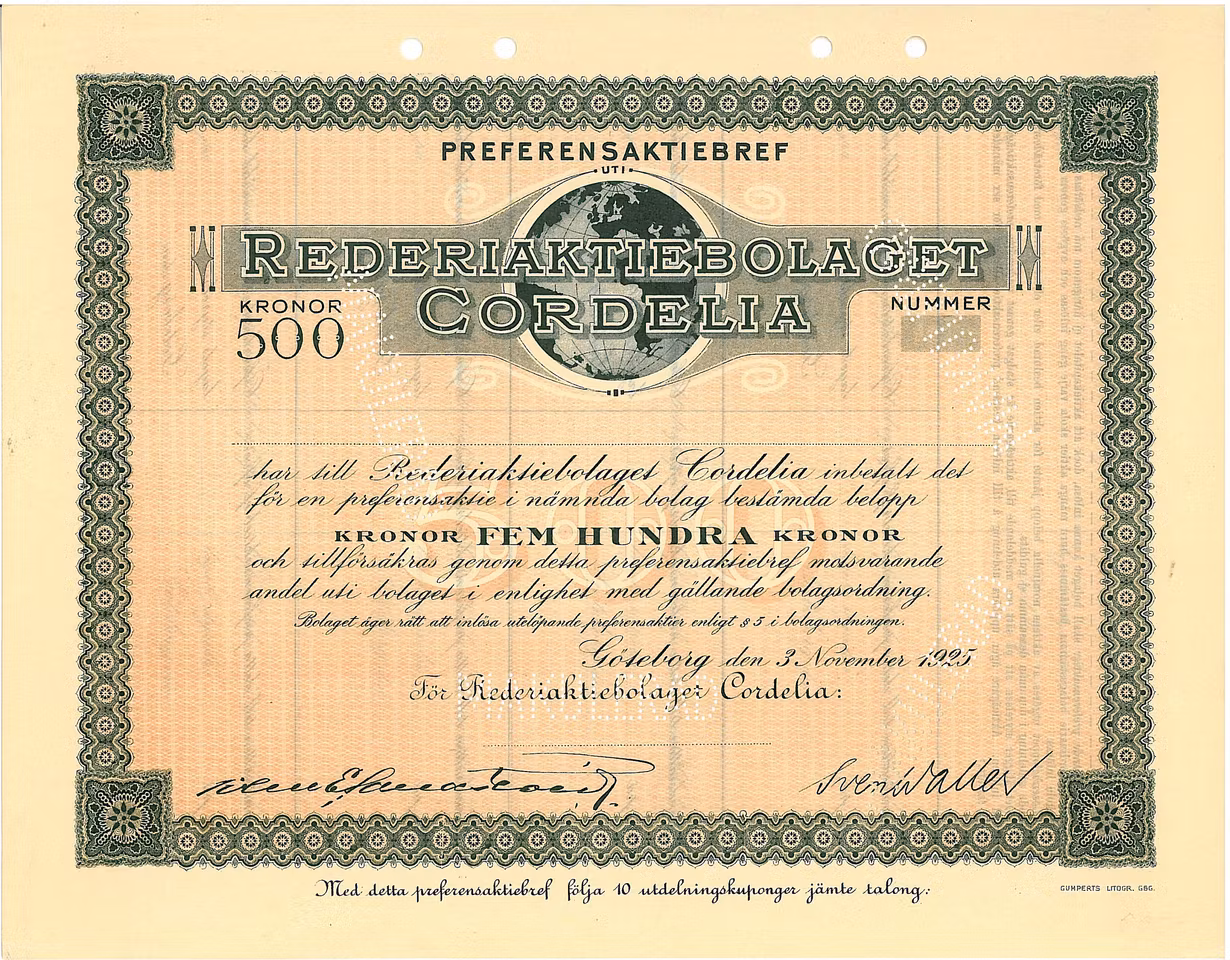 PREFERENSAKTIEBREF
UTI
REDERIAKTIEBOLAGET
CORDELIA
KRONOR
500
NUMMER
har till Rederiaktiebolaget Cordelia inbetalt det
för en preferensaktie i nämnda bolag bestämda belopp
KRONOR FEM HUNDRA KRONOR
och tillförsäkras genom detta preferensaktiebref motsvarande
andel uti bolaget i enlighet med gällande bolagsordning.
Bolaget äger rätt att inlösa utelöpande preferensaktier enligt § 5 i bolagsordningen.
Göteborg den 3 November 1925
För Rederiaktiebolaget Cordelia:
MAKULERAD
Sven Waller
Med detta preferensaktiebref följa 10 utdelningskuponger jämte talong.
GUMPERTS LITOGR. GBG.